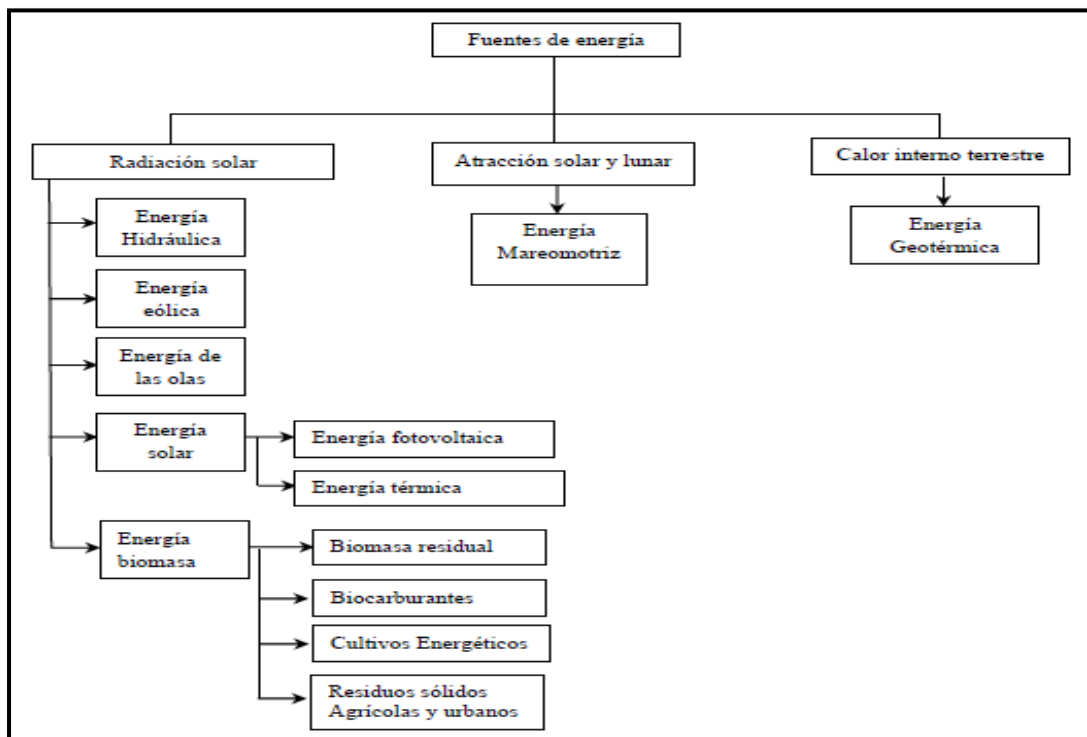 Fuentes de energía
Radiación solar
Atracción solar y lunar
Calor interno terrestre
Energía
Hidráulica
Energía
Mareomotriz
Energía
Geotérmica
Energía
eólica
Energía de
las olas
Energía
solar
Energía fotovoltaica
Energía térmica
Energía
biomasa
Biomasa residual
Biocarburantes
Cultivos Energéticos
Residuos sólidos
Agrícolas y urbanos